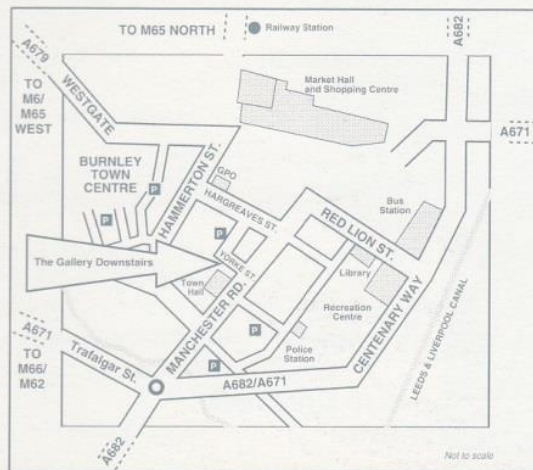 TO M65 NORTH
Railway Station
A682
A679
TO
M6/
M65
WEST
WESTGATE
Market Hall
and Shopping Centre
A671
BURNLEY
TOWN
CENTRE
P
HAMMERTON ST.
GPO
HARGREAVES ST.
RED LION ST.
Bus
Station
P
P
The Gallery Downstairs
YORKE ST.
Town
Hall
Library
Recreation
Centre
MANCHESTER RD.
CENTENARY WAY
LEEDS & LIVERPOOL CANAL
A671
TO
M66/
M62
Trafalgar St.
P
Police
Station
P
A682/A671
A682
Not to scale